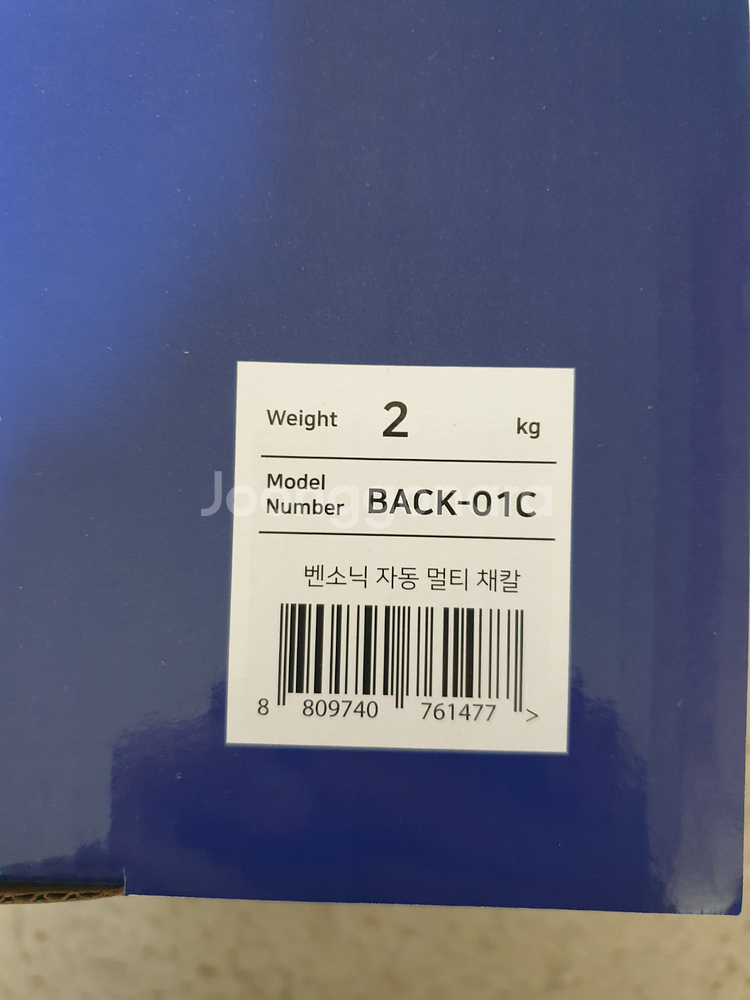 Weight 2 kg
Model
Number BACK-01C
Joonggonara
벤소닉 자동 멀티 채칼
8 809740 761477 >